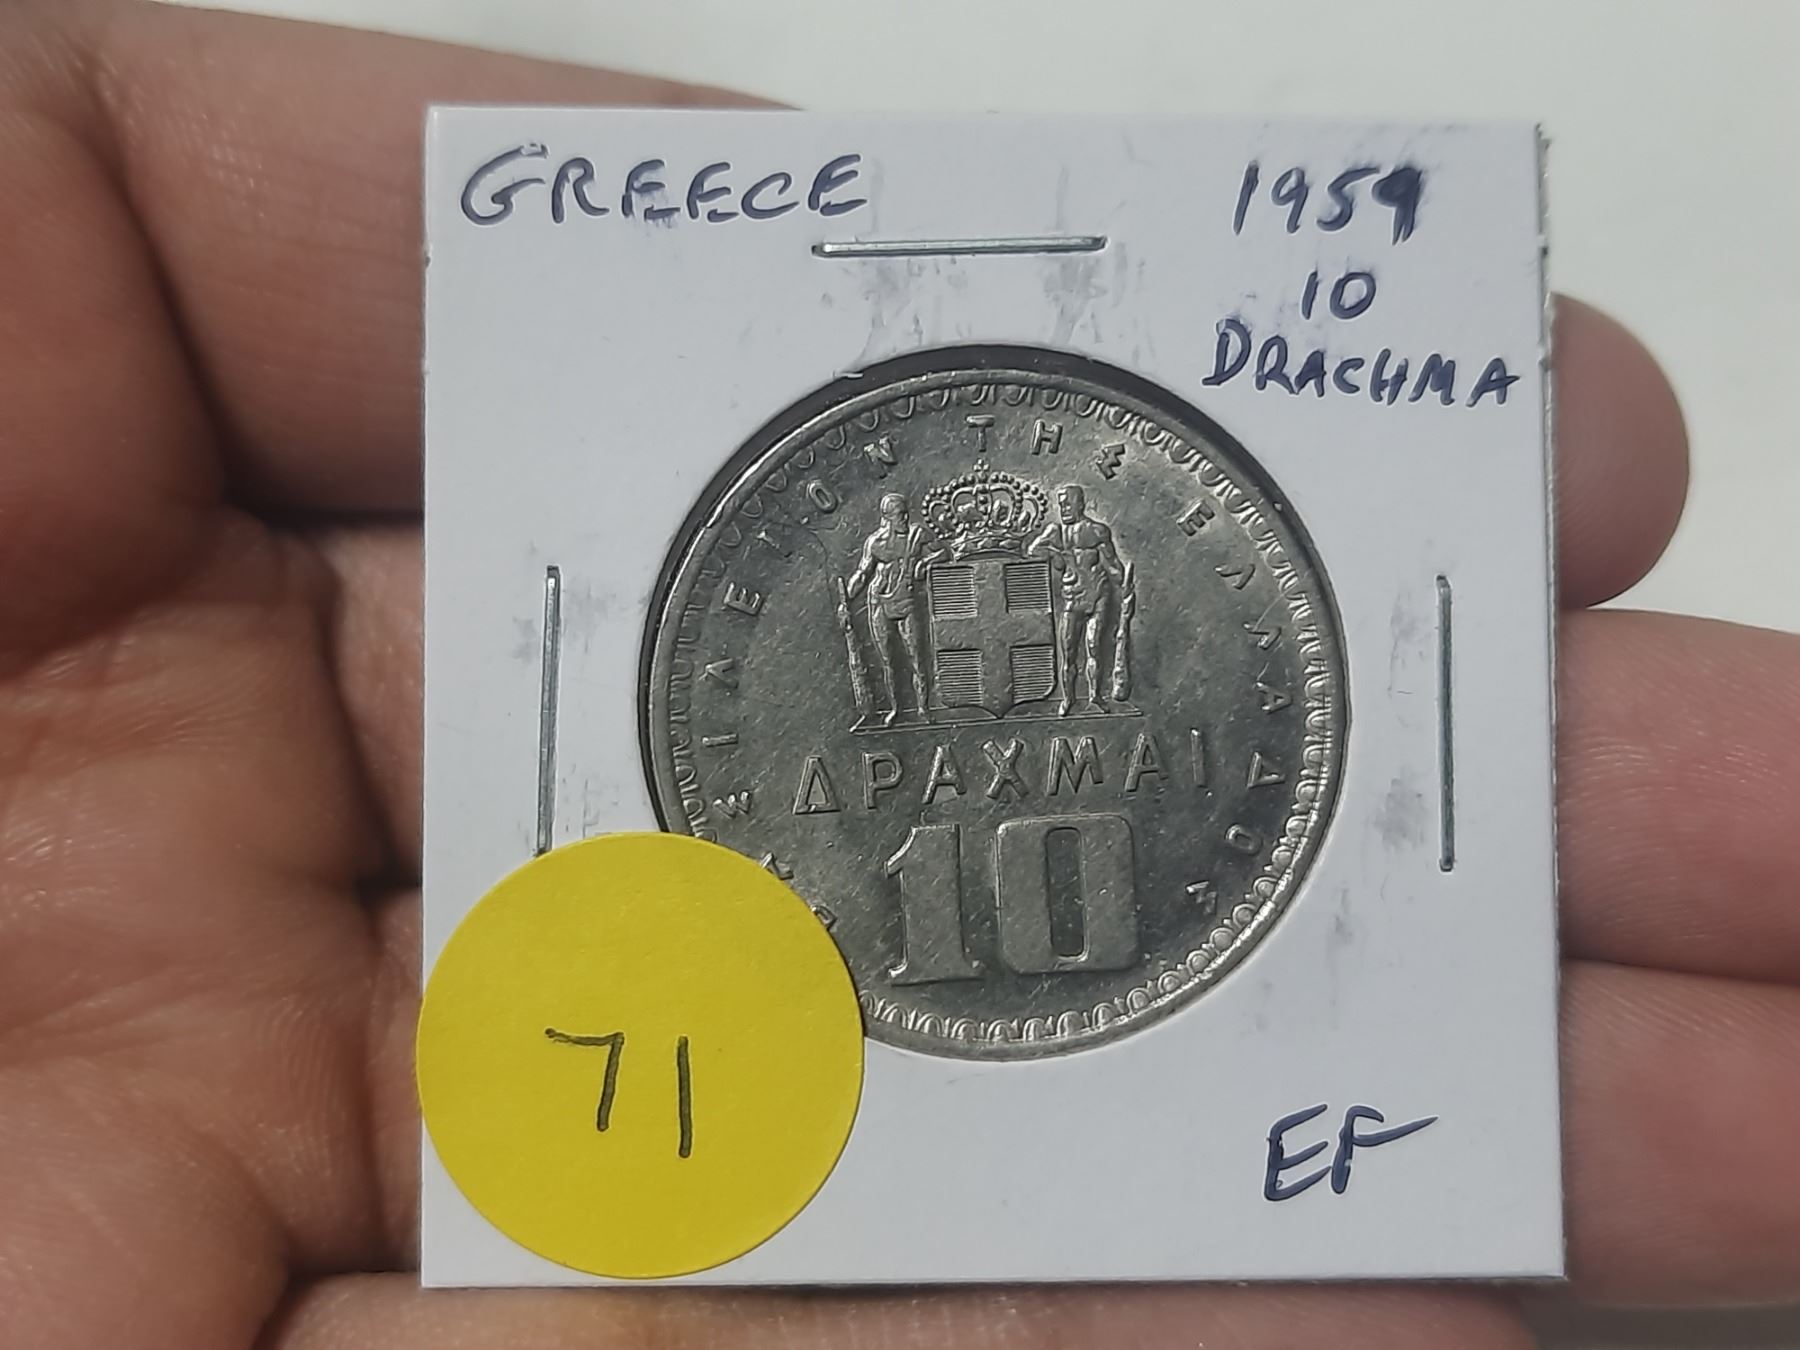 GREECE
1959
10
DRACHMA
ΒΑΣΙΛΕΙΟΝ ΤΗΣ ΕΛΛΑΔΟΣ
ΔΡΑΧΜΑΙ
10
71
EF